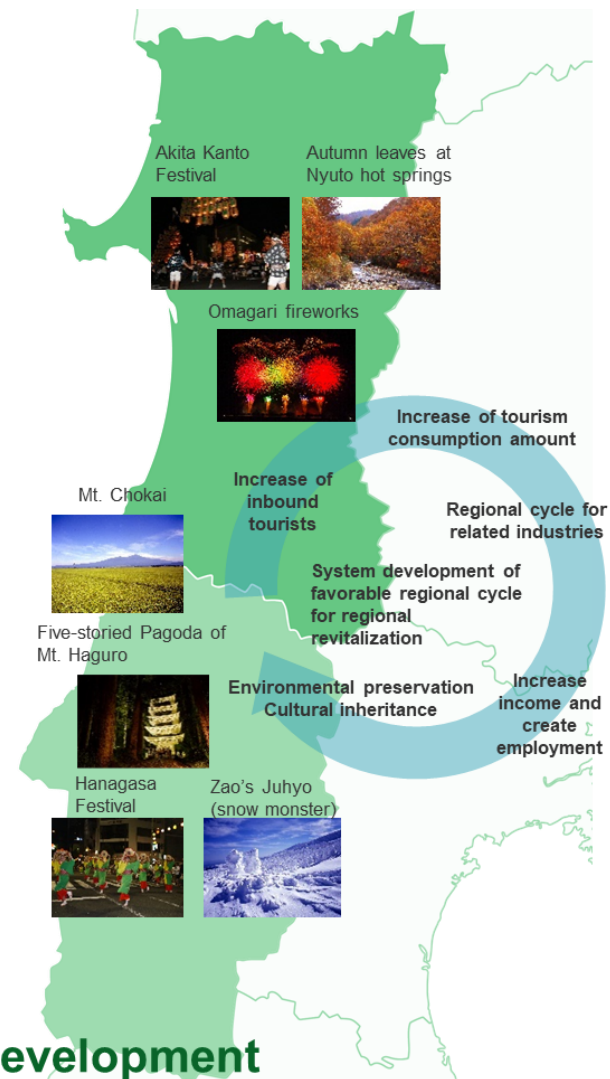 Akita Kanto
Festival
Autumn leaves at
Nyuto hot springs
Omagari fireworks
Increase of tourism
consumption amount
Increase of
inbound
tourists
Mt. Chokai
Regional cycle for
related industries
System development of
favorable regional cycle
for regional
revitalization
Five-storied Pagoda of
Mt. Haguro
Environmental preservation
Cultural inheritance
Increase
income and
create
employment
Hanagasa
Festival
Zao's Juhyo
(snow monster)
evelopment